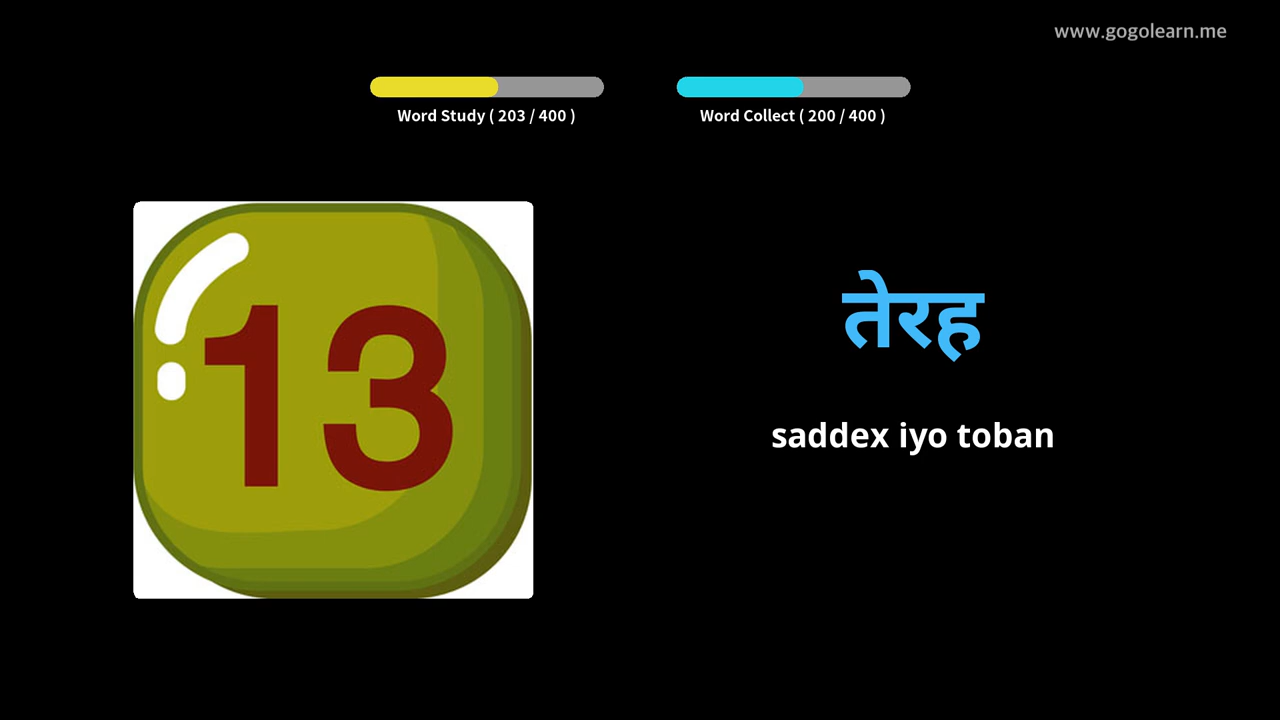 www.gogolearn.me
Word Study ( 203 / 400 )
Word Collect ( 200 / 400 )
13
तेरह
saddex iyo toban